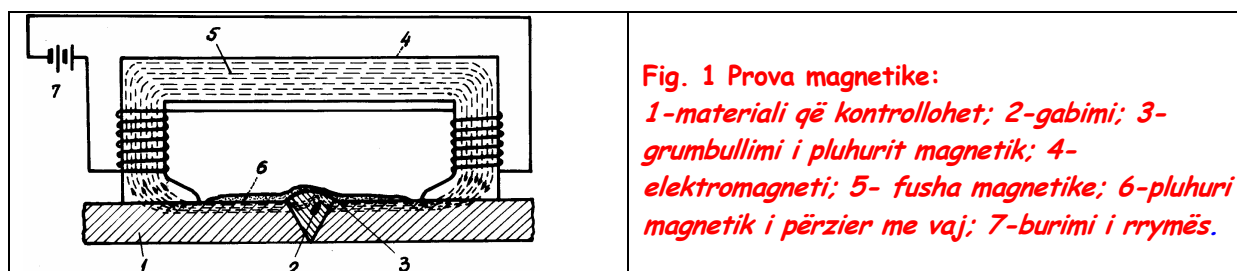 5
4
7
6
1
2
3
Fig. 1 Prova magnetike:
1-materiali që kontrollohet; 2-gabimi; 3-
grumbullimi i pluhurit magnetik; 4-
elektromagneti; 5- fusha magnetike; 6-pluhuri
magnetik i përzier me vaj; 7-burimi i rrymës.